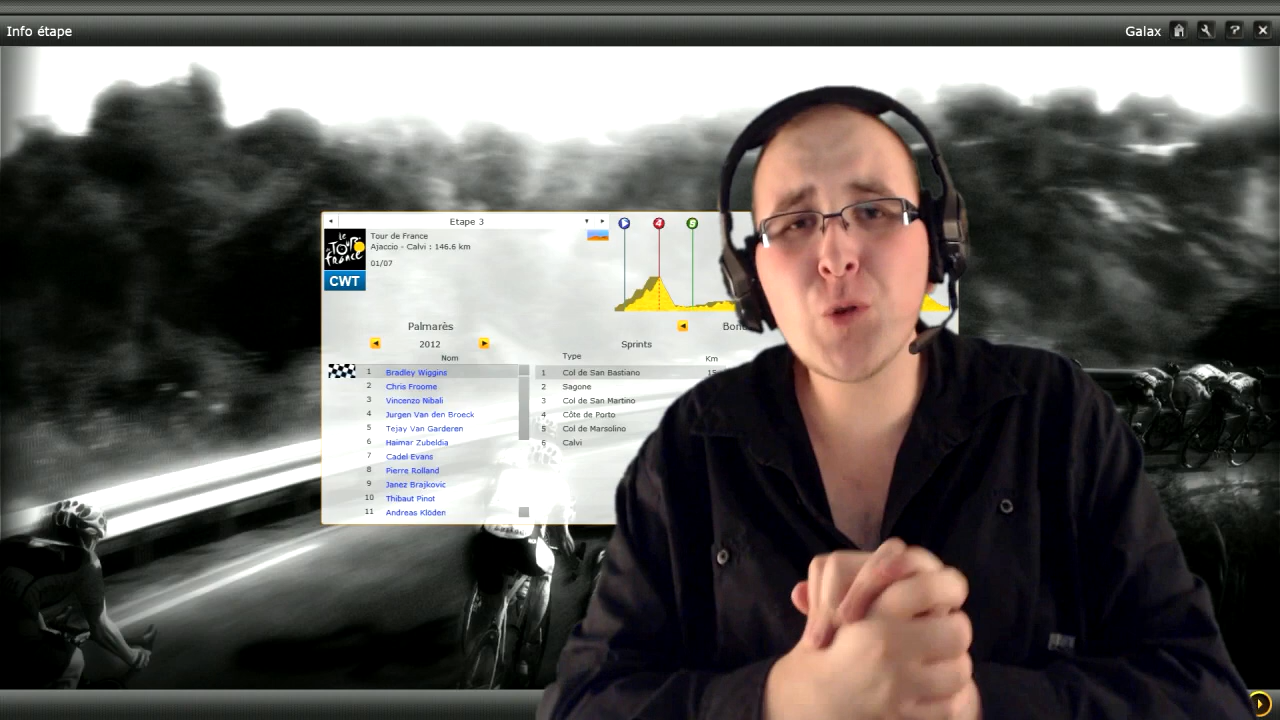 Info étape
Galax
Etape 3
Le Tour de France
CWT
Tour de France
Ajaccio - Calvi : 146.6 km
01/07
4
S
Palmarès
2012
Nom
1 Bradley Wiggins
2 Chris Froome
3 Vincenzo Nibali
4 Jurgen Van den Broeck
5 Tejay Van Garderen
6 Haimar Zubeldia
7 Cadel Evans
8 Pierre Rolland
9 Janez Brajkovic
10 Thibaut Pinot
11 Andreas Klöden
Sprints
Type Km
1 Col de San Bastiano
2 Sagone
3 Col de San Martino
4 Côte de Porto
5 Col de Marsolino
6 Calvi